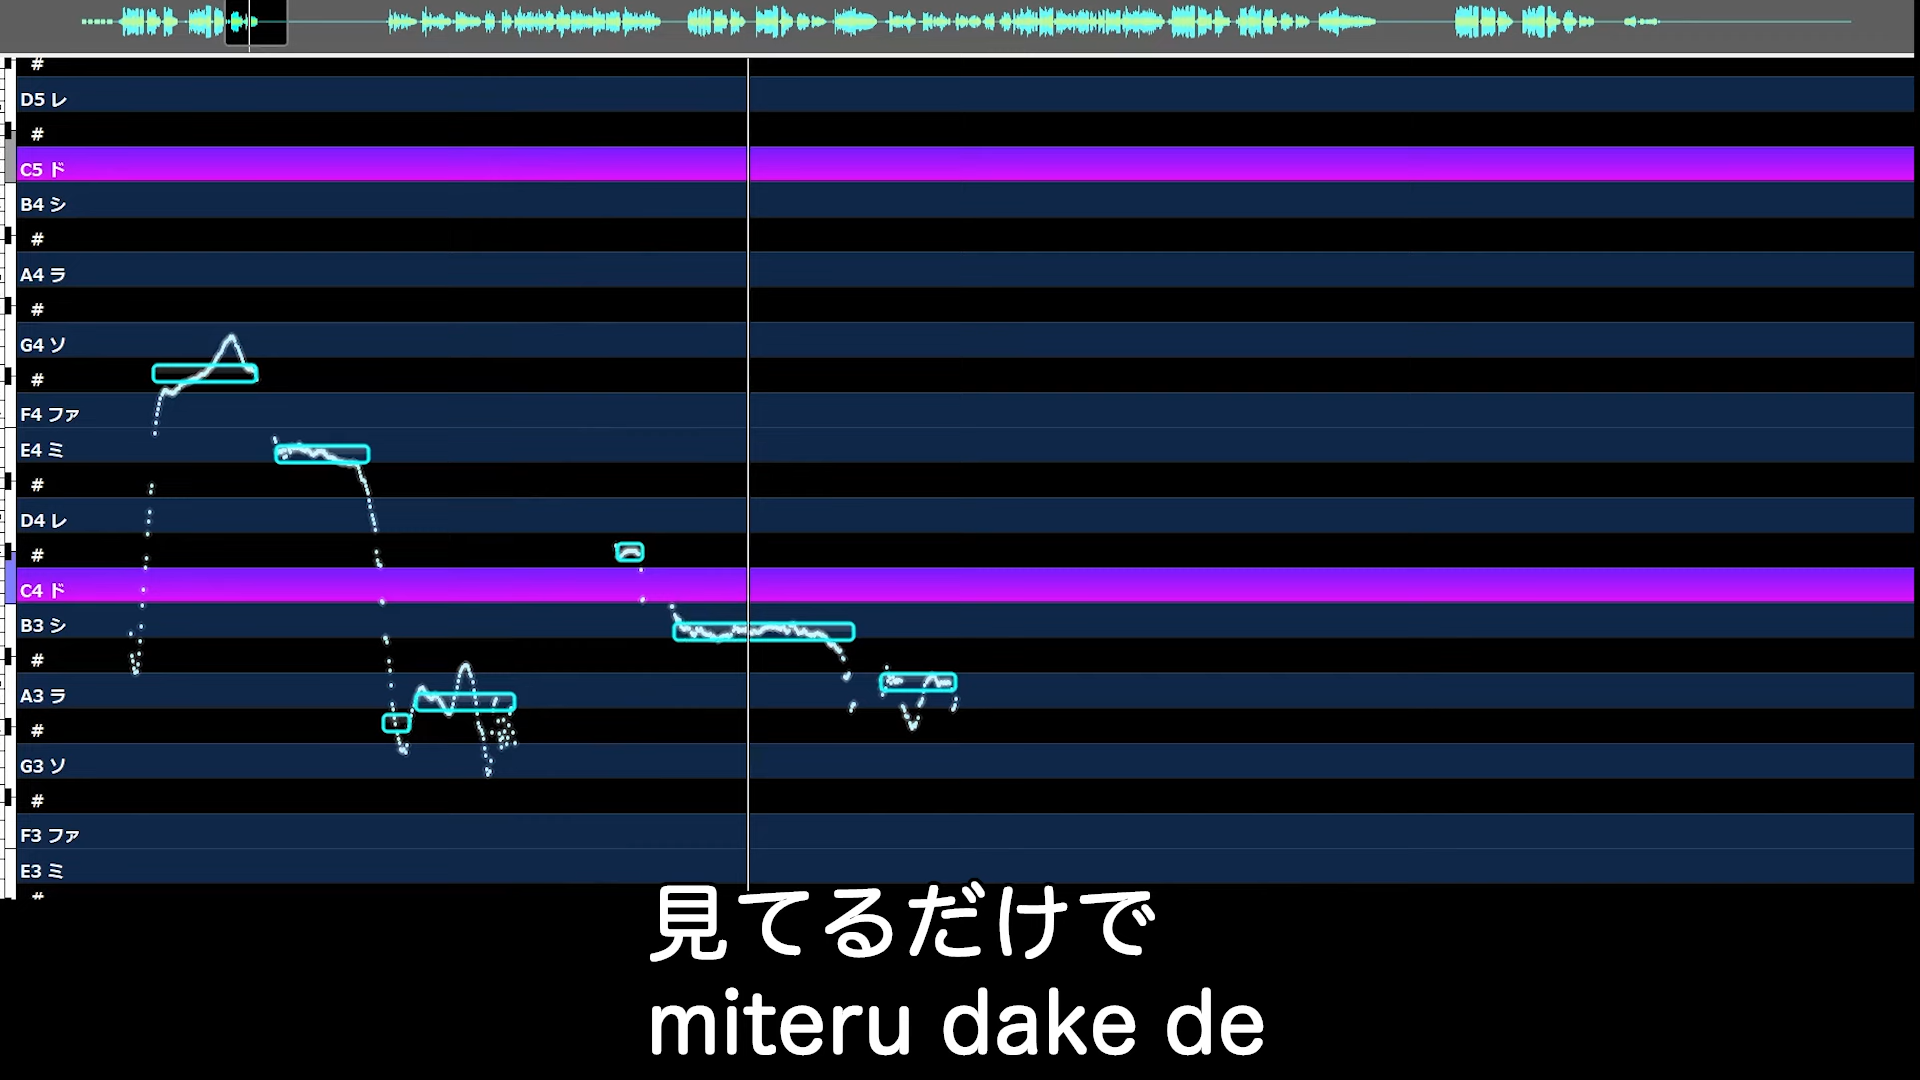 #
D5 レ
#
C5 ド
B4 シ
#
A4 ラ
#
G4 ソ
#
F4 ファ
E4 ミ
#
D4 レ
#
C4 ド
B3 シ
#
A3 ラ
#
G3 ソ
#
F3 ファ
E3 ミ
#
見てるだけで
miteru dake de